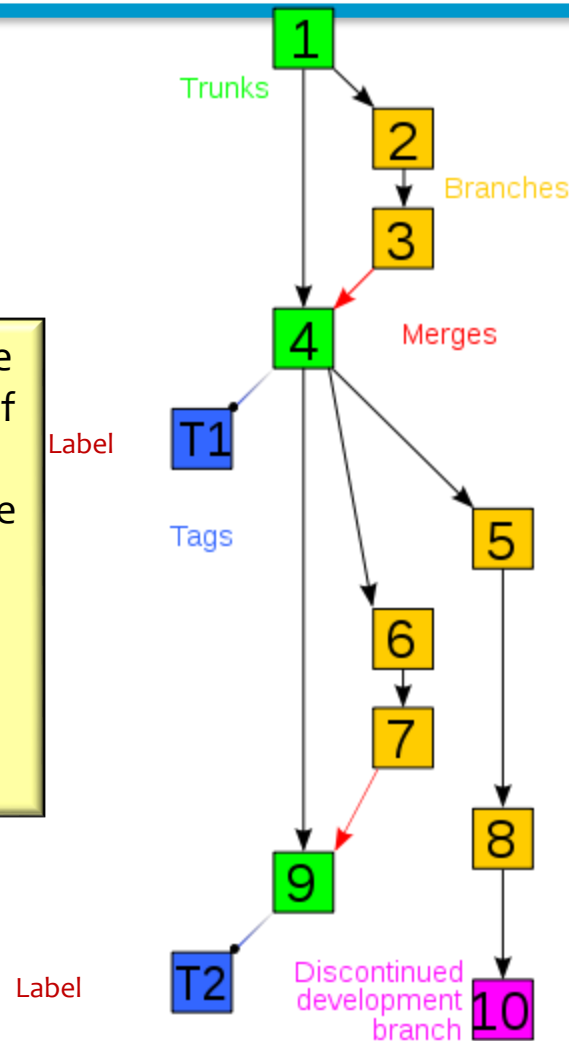 1
Trunks
2
Branches
3
4
Merges
e
f
Label
T1
e
Tags
5
6
7
8
9
Label
T2
Discontinued
development
branch
10